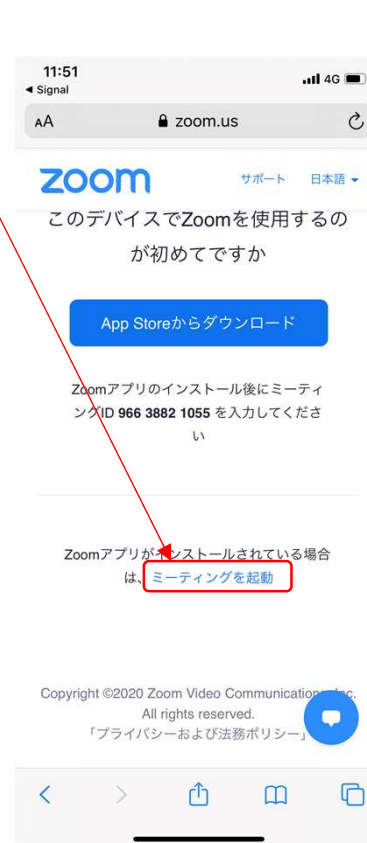 11:51
◀ Signal
4G
AA
zoom.us
zoom
サポート
日本語
このデバイスでZoomを使用するの
が初めてですか
App Storeからダウンロード
Zoomアプリのインストール後にミーティ
ングID 966 3882 1055 を入力してくださ
い
Zoomアプリがインストールされている場合
は、ミーティングを起動
Copyright ©2020 Zoom Video Communications, Inc.
All rights reserved.
「プライバシーおよび法務ポリシー」